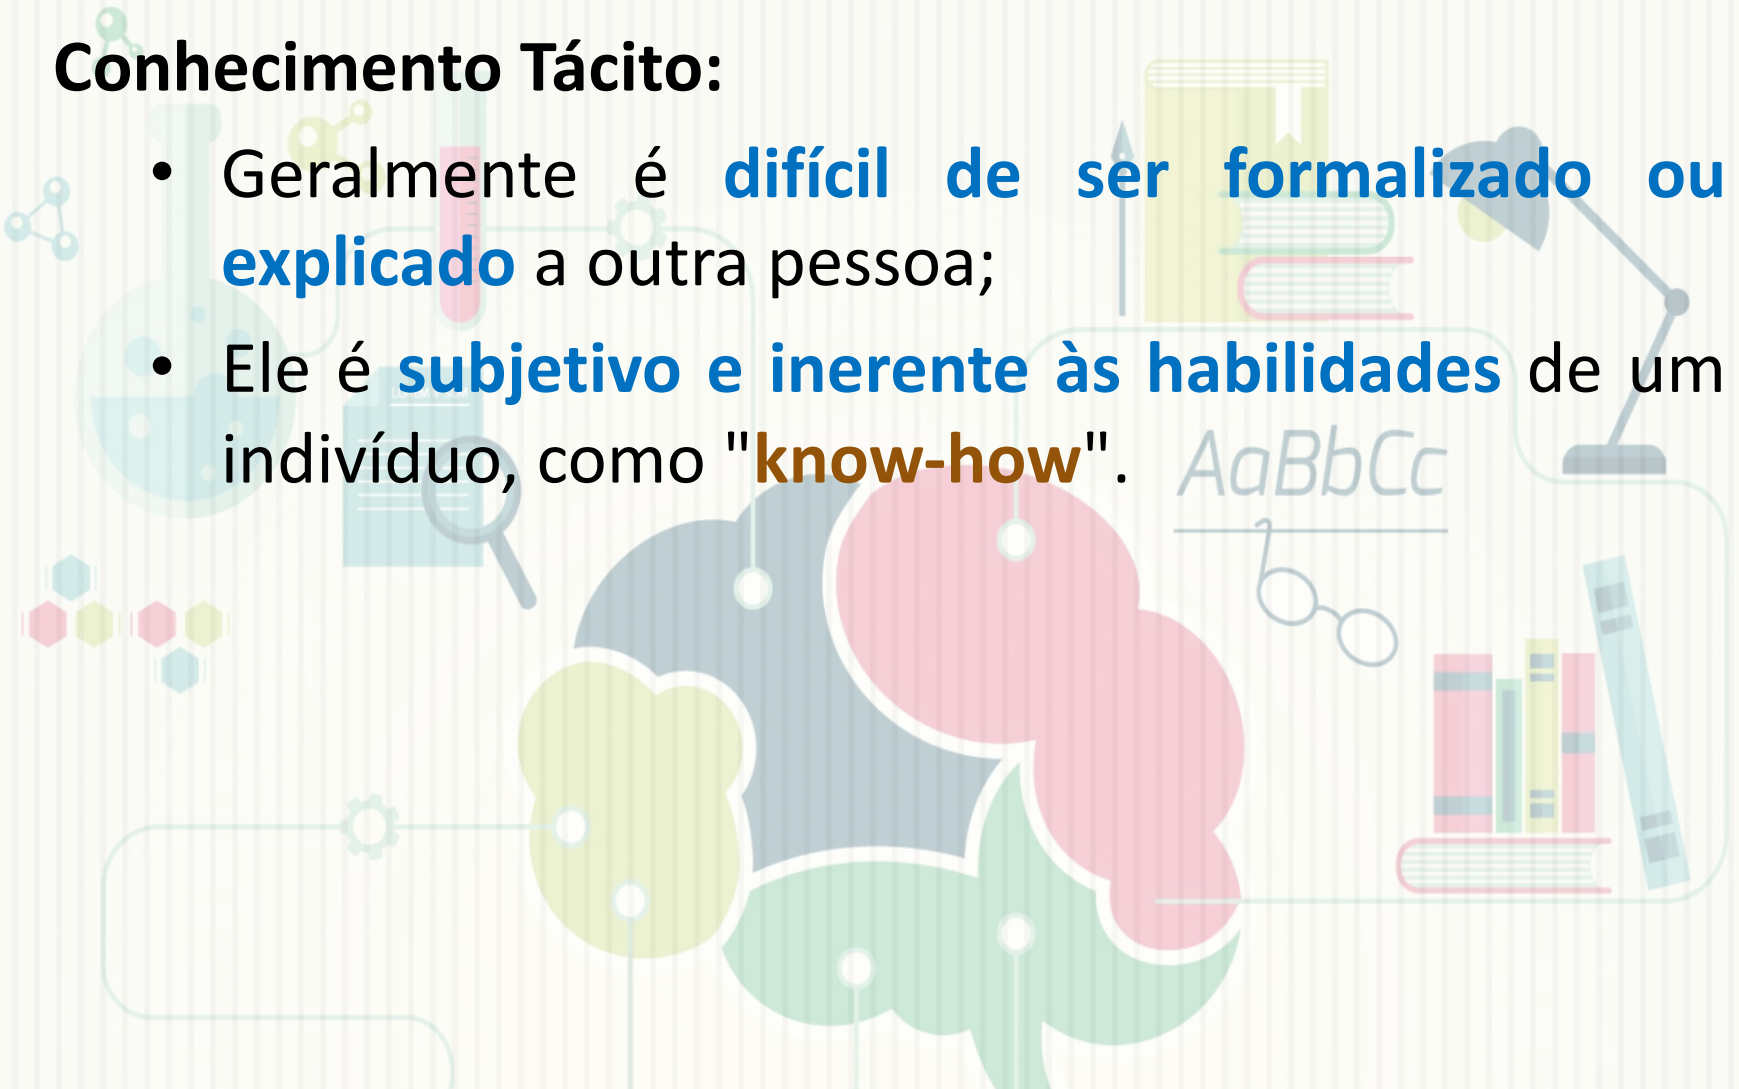 Conhecimento Tácito:
• Geralmente é difícil de ser formalizado ou
explicado a outra pessoa;
• Ele é subjetivo e inerente às habilidades de um
indivíduo, como "know-how".
AaBbCc